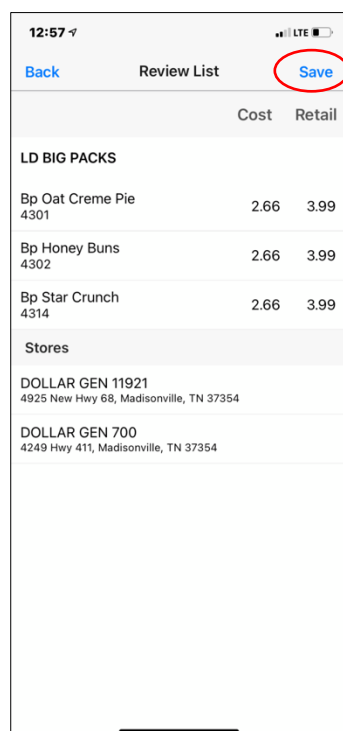 12:57 LTE
Back Review List Save
Cost Retail
LD BIG PACKS
Bp Oat Creme Pie
4301 2.66 3.99
Bp Honey Buns
4302 2.66 3.99
Bp Star Crunch
4314 2.66 3.99
Stores
DOLLAR GEN 11921
4925 New Hwy 68, Madisonville, TN 37354
DOLLAR GEN 700
4249 Hwy 411, Madisonville, TN 37354